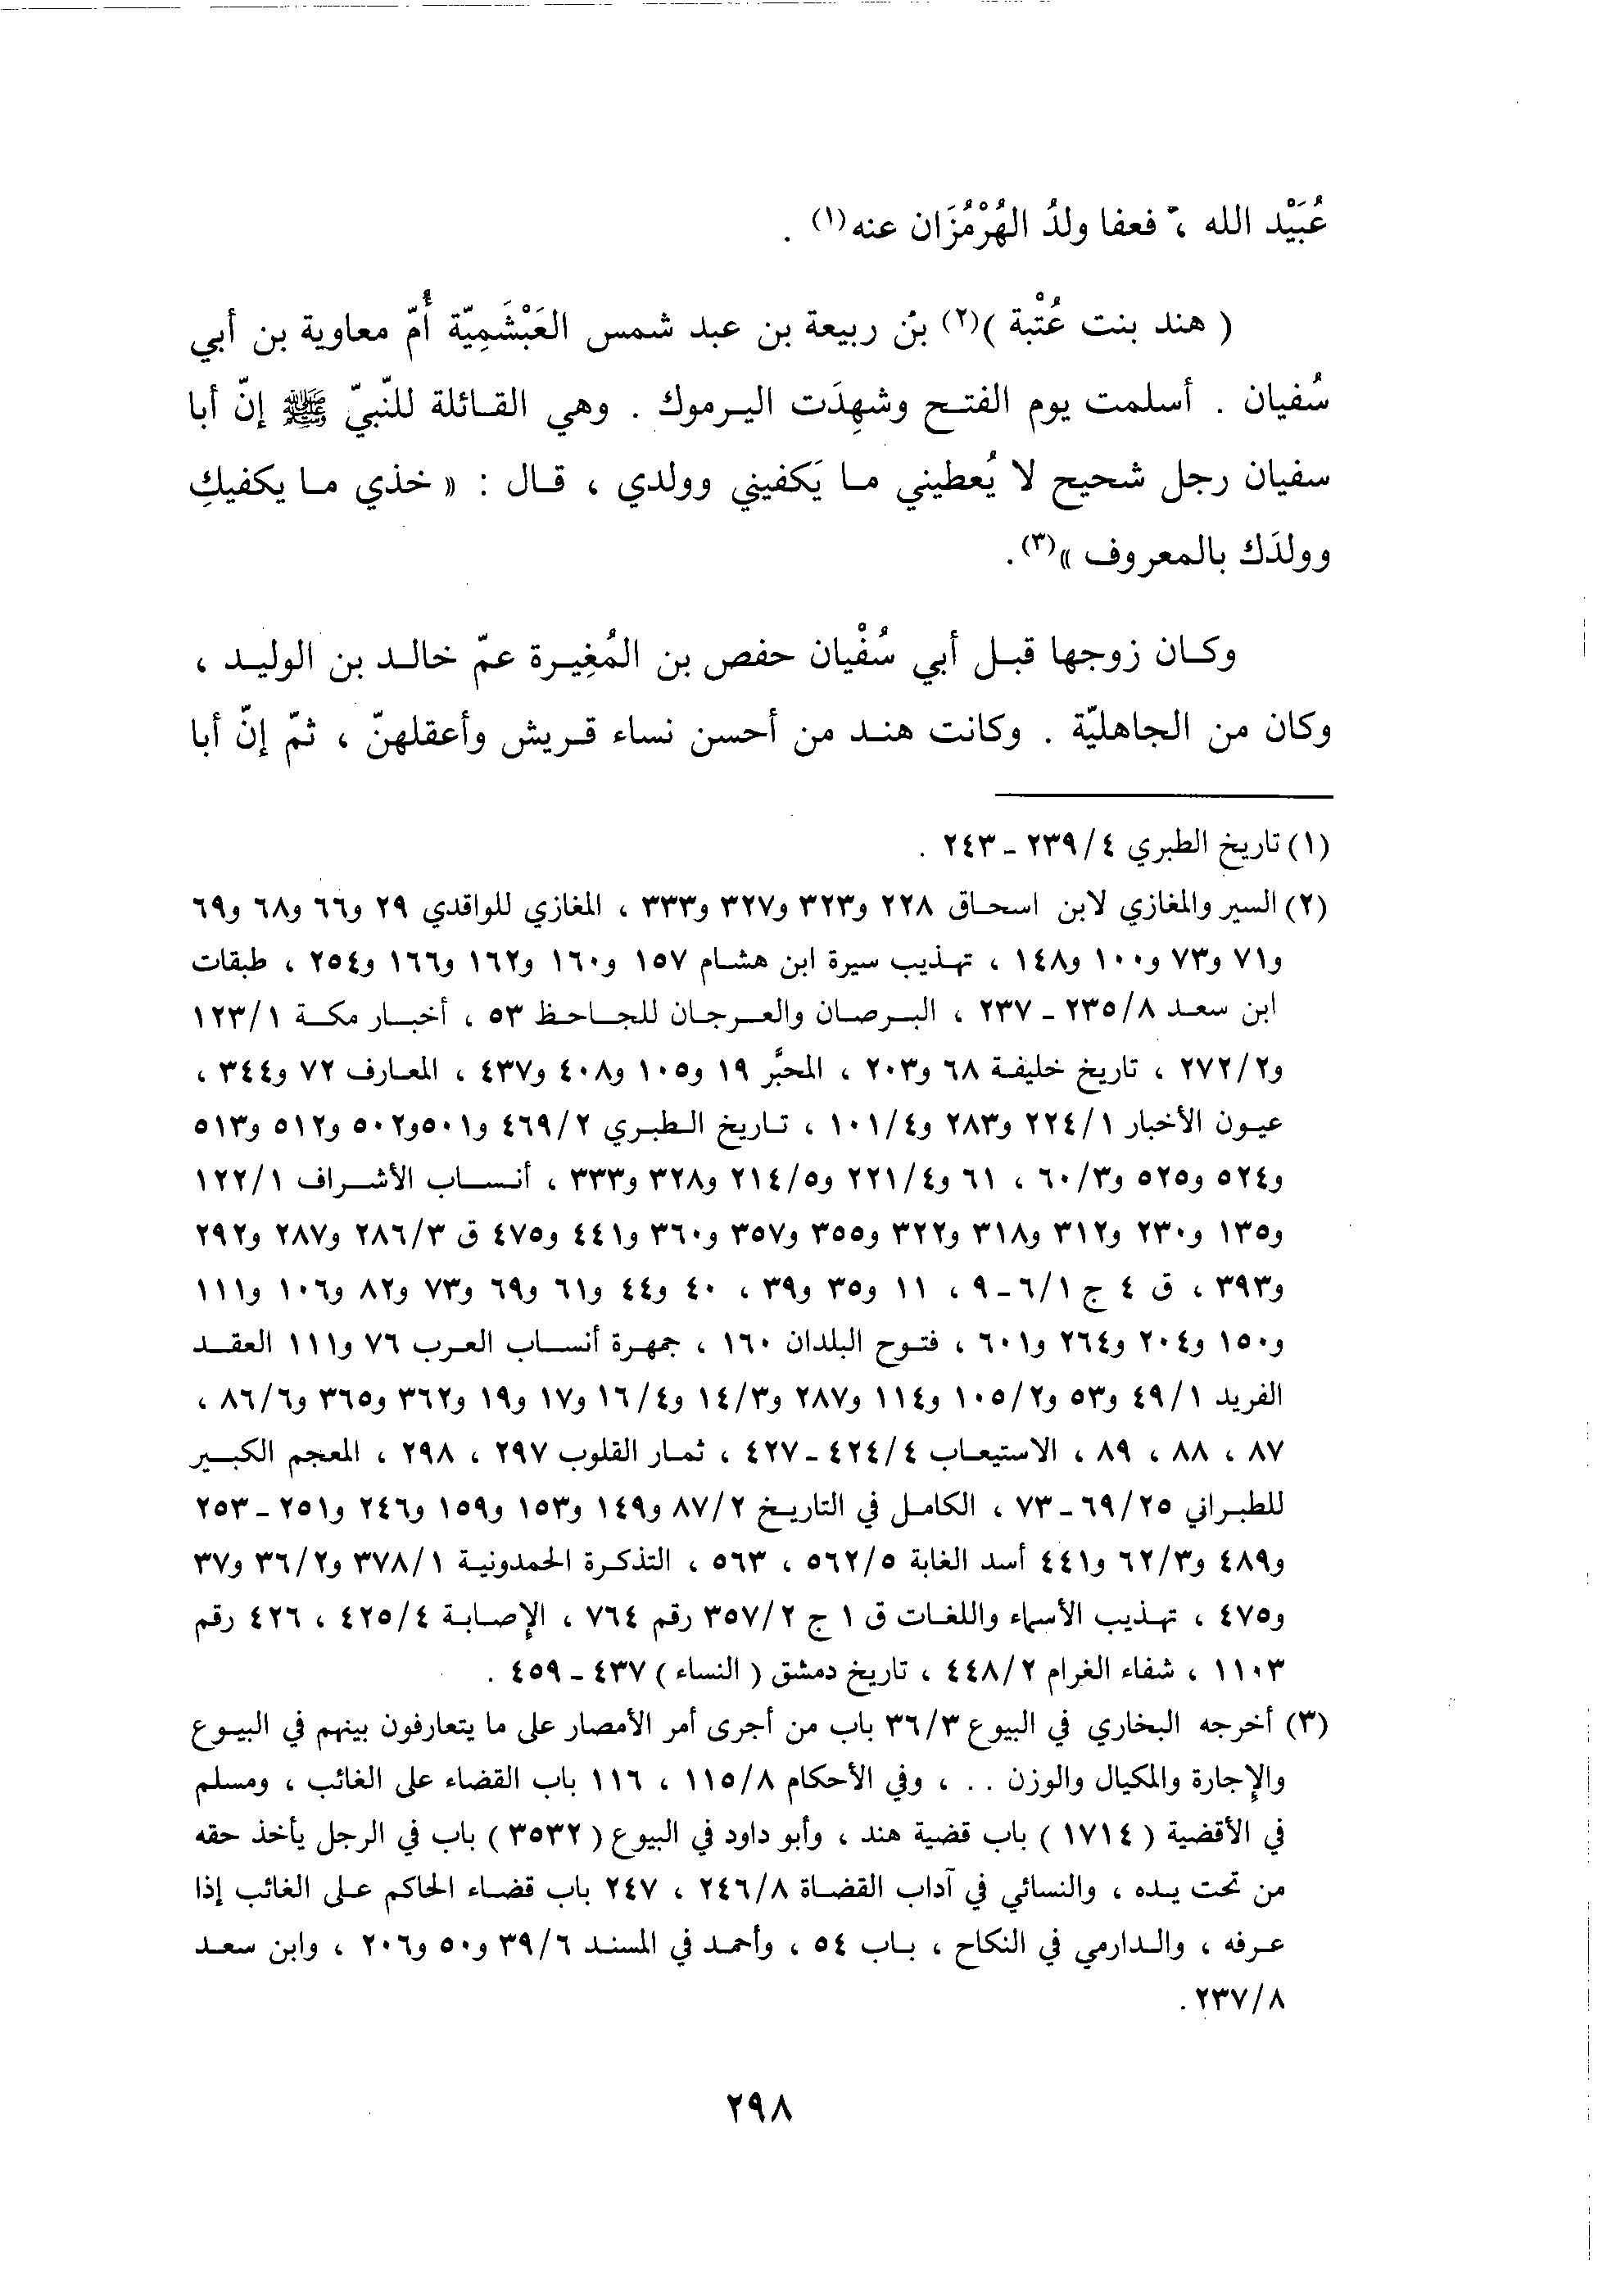 عُبَيْد الله ، فعفا ولدُ الهُرْمُزَان عنه(١) .
( هند بنت عُتْبة )(٢) بن ربيعة بن عبد شمس العَبْشَمِيّة أُمّ معاوية بن أبي
سُفيان . أسلمت يوم الفتح وشهِدَت اليرموك . وهي القائلة للنّبيّ ﷺ إنّ أبا
سفيان رجل شحيح لا يُعطيني ما يَكفيني وولدي ، قال : « خذي ما يكفيكِ
وولدَك بالمعروف »(٣).
وكان زوجها قبل أبي سُفْيان حفص بن المُغِيرة عمّ خالد بن الوليد ،
وكان من الجاهليّة . وكانت هند من أحسن نساء قريش وأعقلهنّ ، ثمّ إنّ أبا
(١) تاريخ الطبري ٤/ ٢٣٩ - ٢٤٣ .
(٢) السير والمغازي لابن اسحاق ٢٢٨ و٣٢٣ و٣٢٧ و٣٣٣ ، المغازي للواقدي ٢٩ و٦٦ و٦٨ و٦٩
و٧١ و٧٣ و١٠٠ و١٤٨ ، تهذيب سيرة ابن هشام ١٥٧ و١٦٠ و١٦٢ و١٦٦ و٢٥٤ ، طبقات
ابن سعد ٨/ ٢٣٥ - ٢٣٧ ، البرصان والعرجان للجاحظ ٥٣ ، أخبار مكة ١/ ١٢٣
و٢/ ٢٧٢ ، تاريخ خليفة ٦٨ و٢٠٣ ، المحبَّر ١٩ و١٠٥ و٤٠٨ و٤٣٧ ، المعارف ٧٢ و٣٤٤ ،
عيون الأخبار ١/ ٢٢٤ و٢٨٣ و٤/ ١٠١ ، تاريخ الطبري ٢/ ٤٦٩ و٥٠١ و٥٠٢ و٥١٢ و٥١٣
و٥٢٤ و٥٢٥ و٣/ ٦٠ ، ٦١ و٤/ ٢٢١ و٥/ ٢١٤ و٣٢٨ و٣٣٣ ، أنساب الأشراف ١/ ١٢٢
و١٣٥ و٢٣٠ و٣١٢ و٣١٨ و٣٢٢ و٣٥٥ و٣٥٧ و٣٦٠ و٤٤١ و٤٧٥ ق ٣/ ٢٨٦ و٢٨٧ و٢٩٢
و٣٩٣ ، ق ٤ ج ١/ ٦ - ٩ ، ١١ و٣٥ و٣٩ ، ٤٠ و٤٤ و٦١ و٦٩ و٧٣ و٨٢ و١٠٦ و١١١
و١٥٠ و٢٠٤ و٢٦٤ و٦٠١ ، فتوح البلدان ١٦٠ ، جمهرة أنساب العرب ٧٦ و١١١ العقد
الفريد ١/ ٤٩ و٥٣ و٢/ ١٠٥ و١١٤ و٢٨٧ و٣/ ١٤ و٤/ ١٦ و١٧ و١٩ و٣٦٢ و٣٦٥ و٦/ ٨٦ ،
٨٧ ، ٨٨ ، ٨٩ ، الاستيعاب ٤/ ٤٢٤ - ٤٢٧ ، ثمار القلوب ٢٩٧ ، ٢٩٨ ، المعجم الكبير
للطبراني ٢٥/ ٦٩ - ٧٣ ، الكامل في التاريخ ٢/ ٨٧ و١٤٩ و١٥٣ و١٥٩ و٢٤٦ و٢٥١ - ٢٥٣
و٤٨٩ و٣/ ٦٢ و٤٤١ أسد الغابة ٥/ ٥٦٢ ، ٥٦٣ ، التذكرة الحمدونية ١/ ٣٧٨ و٢/ ٣٦ و٣٧
و٤٧٥ ، تهذيب الأسماء واللغات ق ١ ج ٢/ ٣٥٧ رقم ٧٦٤ ، الإصابة ٤/ ٤٢٥ ، ٤٢٦ رقم
١١٠٣ ، شفاء الغرام ٢/ ٤٤٨ ، تاريخ دمشق ( النساء ) ٤٣٧ - ٤٥٩ .
(٣) أخرجه البخاري في البيوع ٣/ ٣٦ باب من أجرى أمر الأمصار على ما يتعارفون بينهم في البيوع
والإجارة والمكيال والوزن . . ، وفي الأحكام ٨/ ١١٥ ، ١١٦ باب القضاء على الغائب ، ومسلم
في الأقضية ( ١٧١٤ ) باب قضية هند ، وأبو داود في البيوع ( ٣٥٣٢ ) باب في الرجل يأخذ حقه
من تحت يده ، والنسائي في آداب القضاة ٨/ ٢٤٦ ، ٢٤٧ باب قضاء الحاكم على الغائب إذا
عرفه ، والدارمي في النكاح ، باب ٥٤ ، وأحمد في المسند ٦/ ٣٩ و٥٠ و٢٠٦ ، وابن سعد
٨/ ٢٣٧ .
٢٩٨